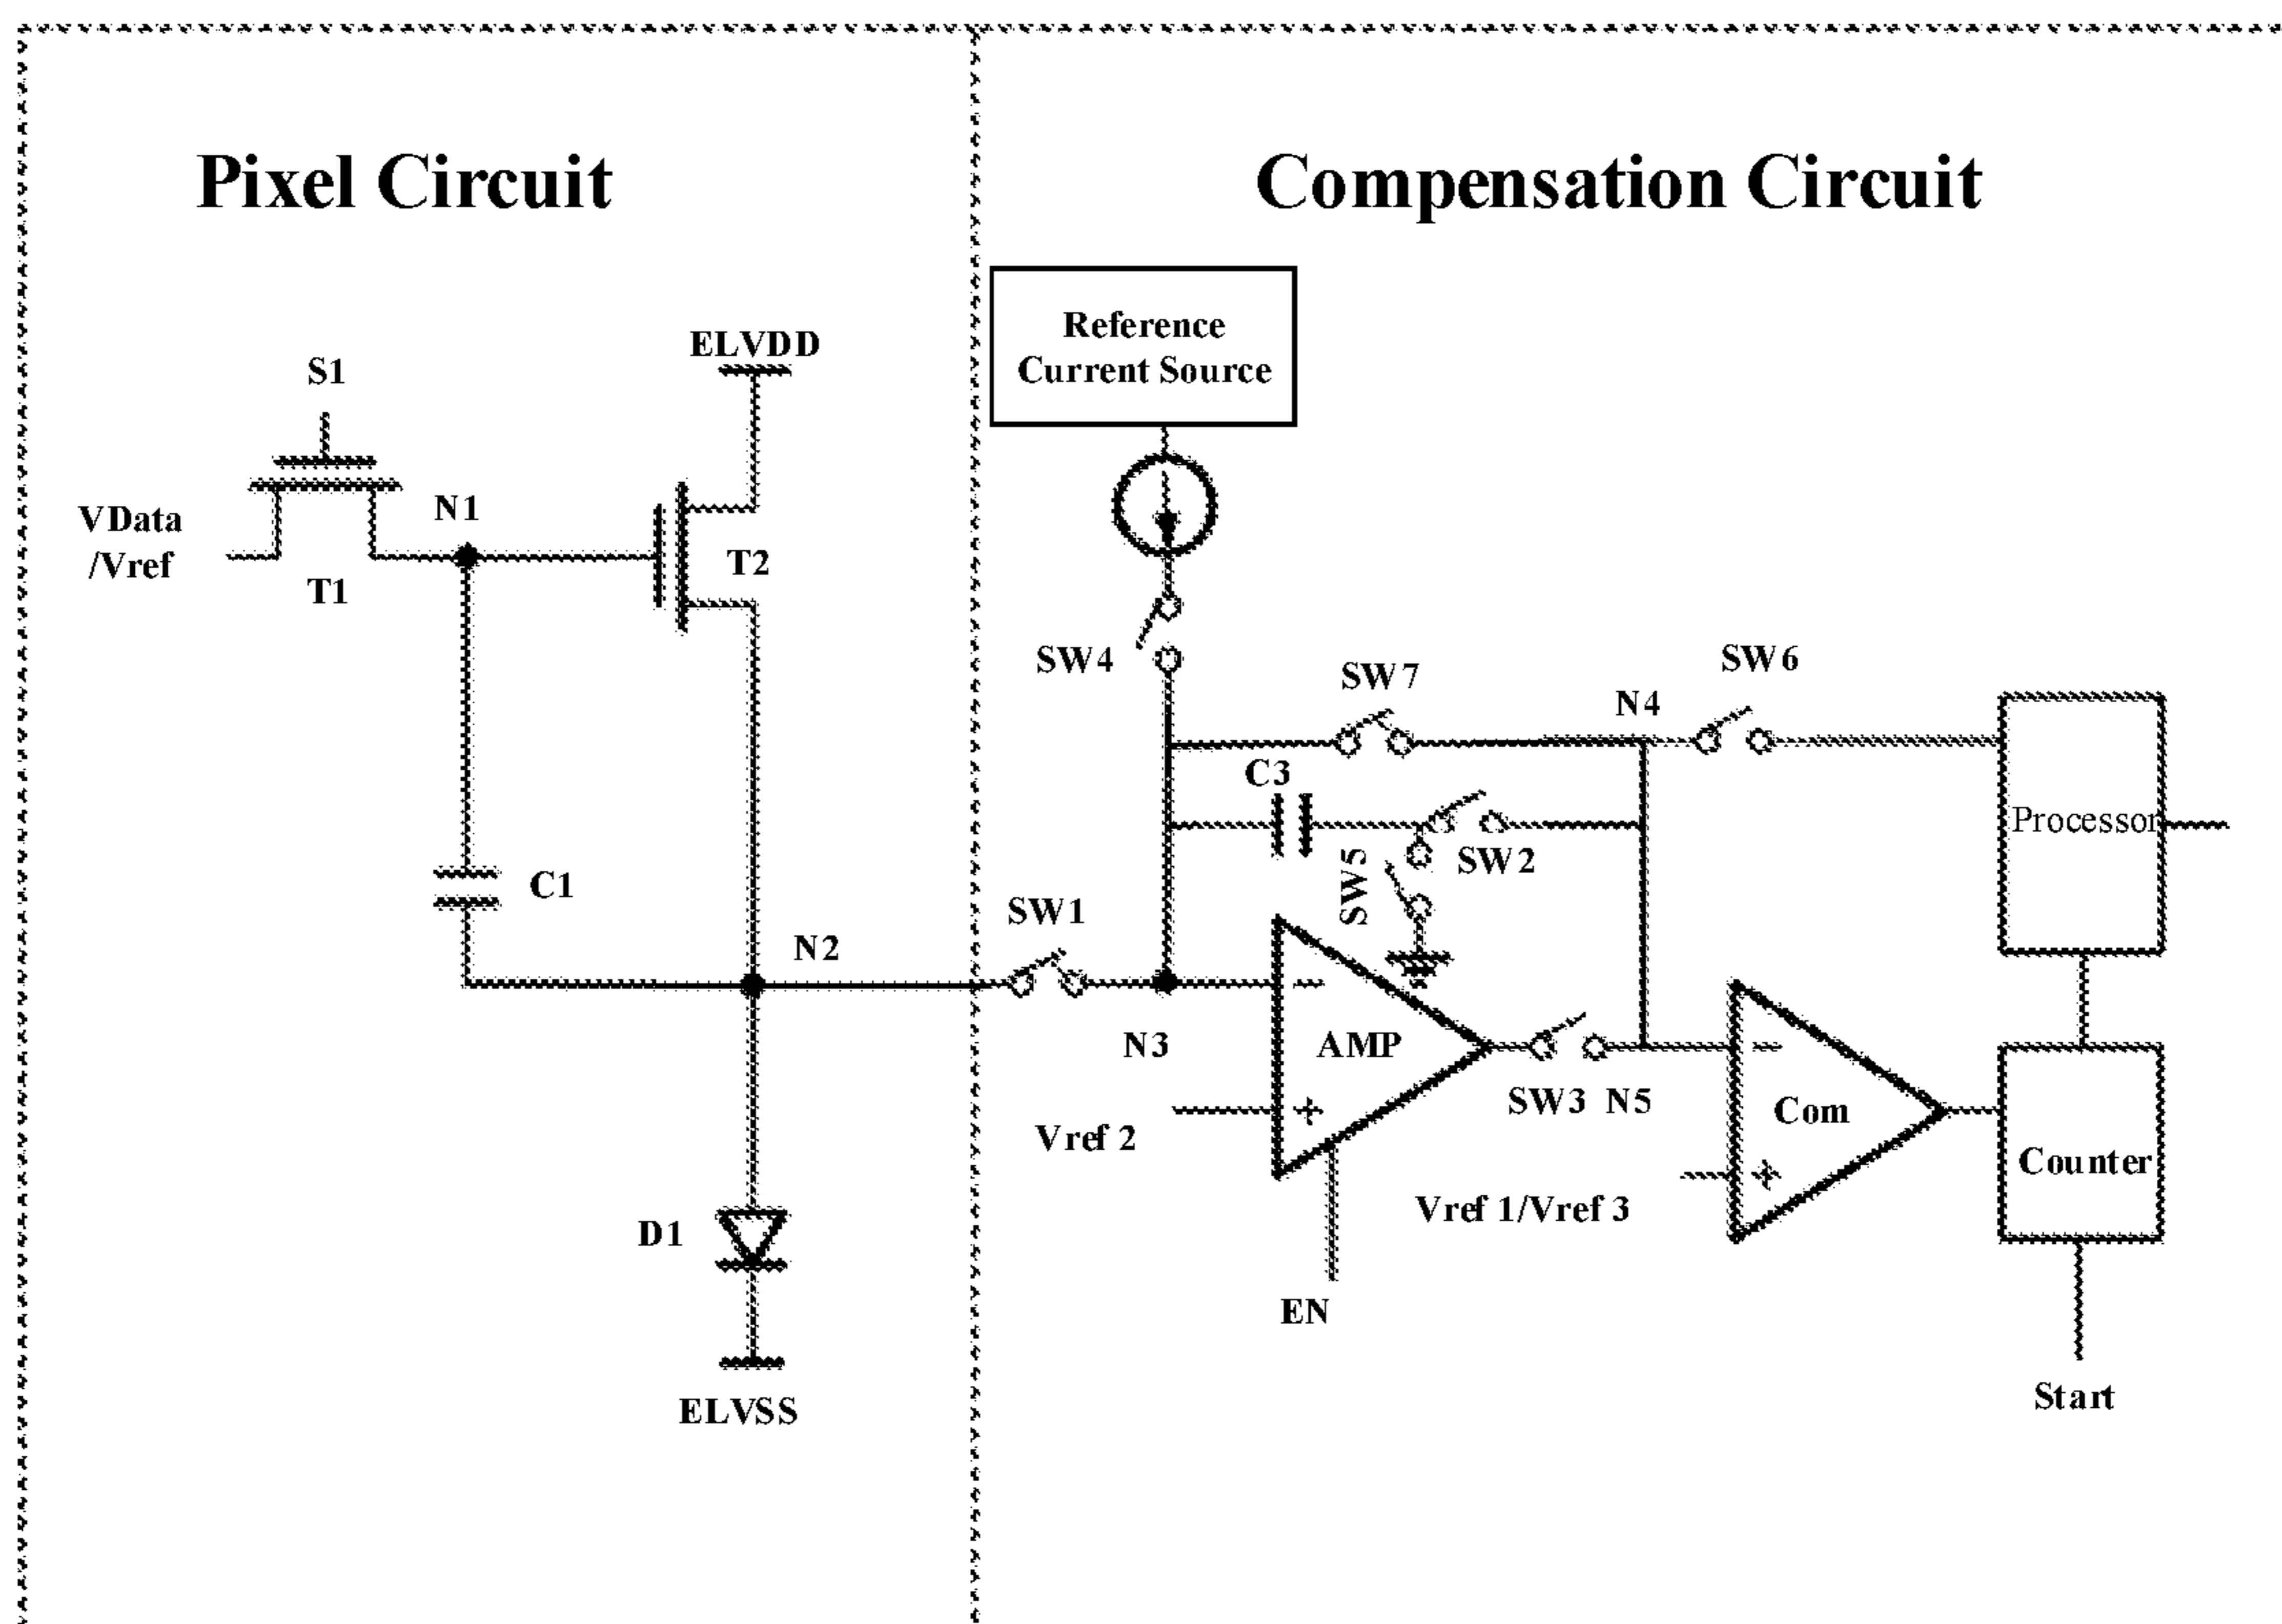 Pixel Circuit
Compensation Circuit
Reference
Current Source
ELVDD
S1
N1
VData
/Vref
T1
T2
SW4
SW7
N4
SW6
C3
Processor
SW5
SW2
C1
SW1
N2
N3
AMP
SW3
N5
Com
Vref 2
Counter
Vref 1/Vref 3
D1
EN
Start
ELVSS